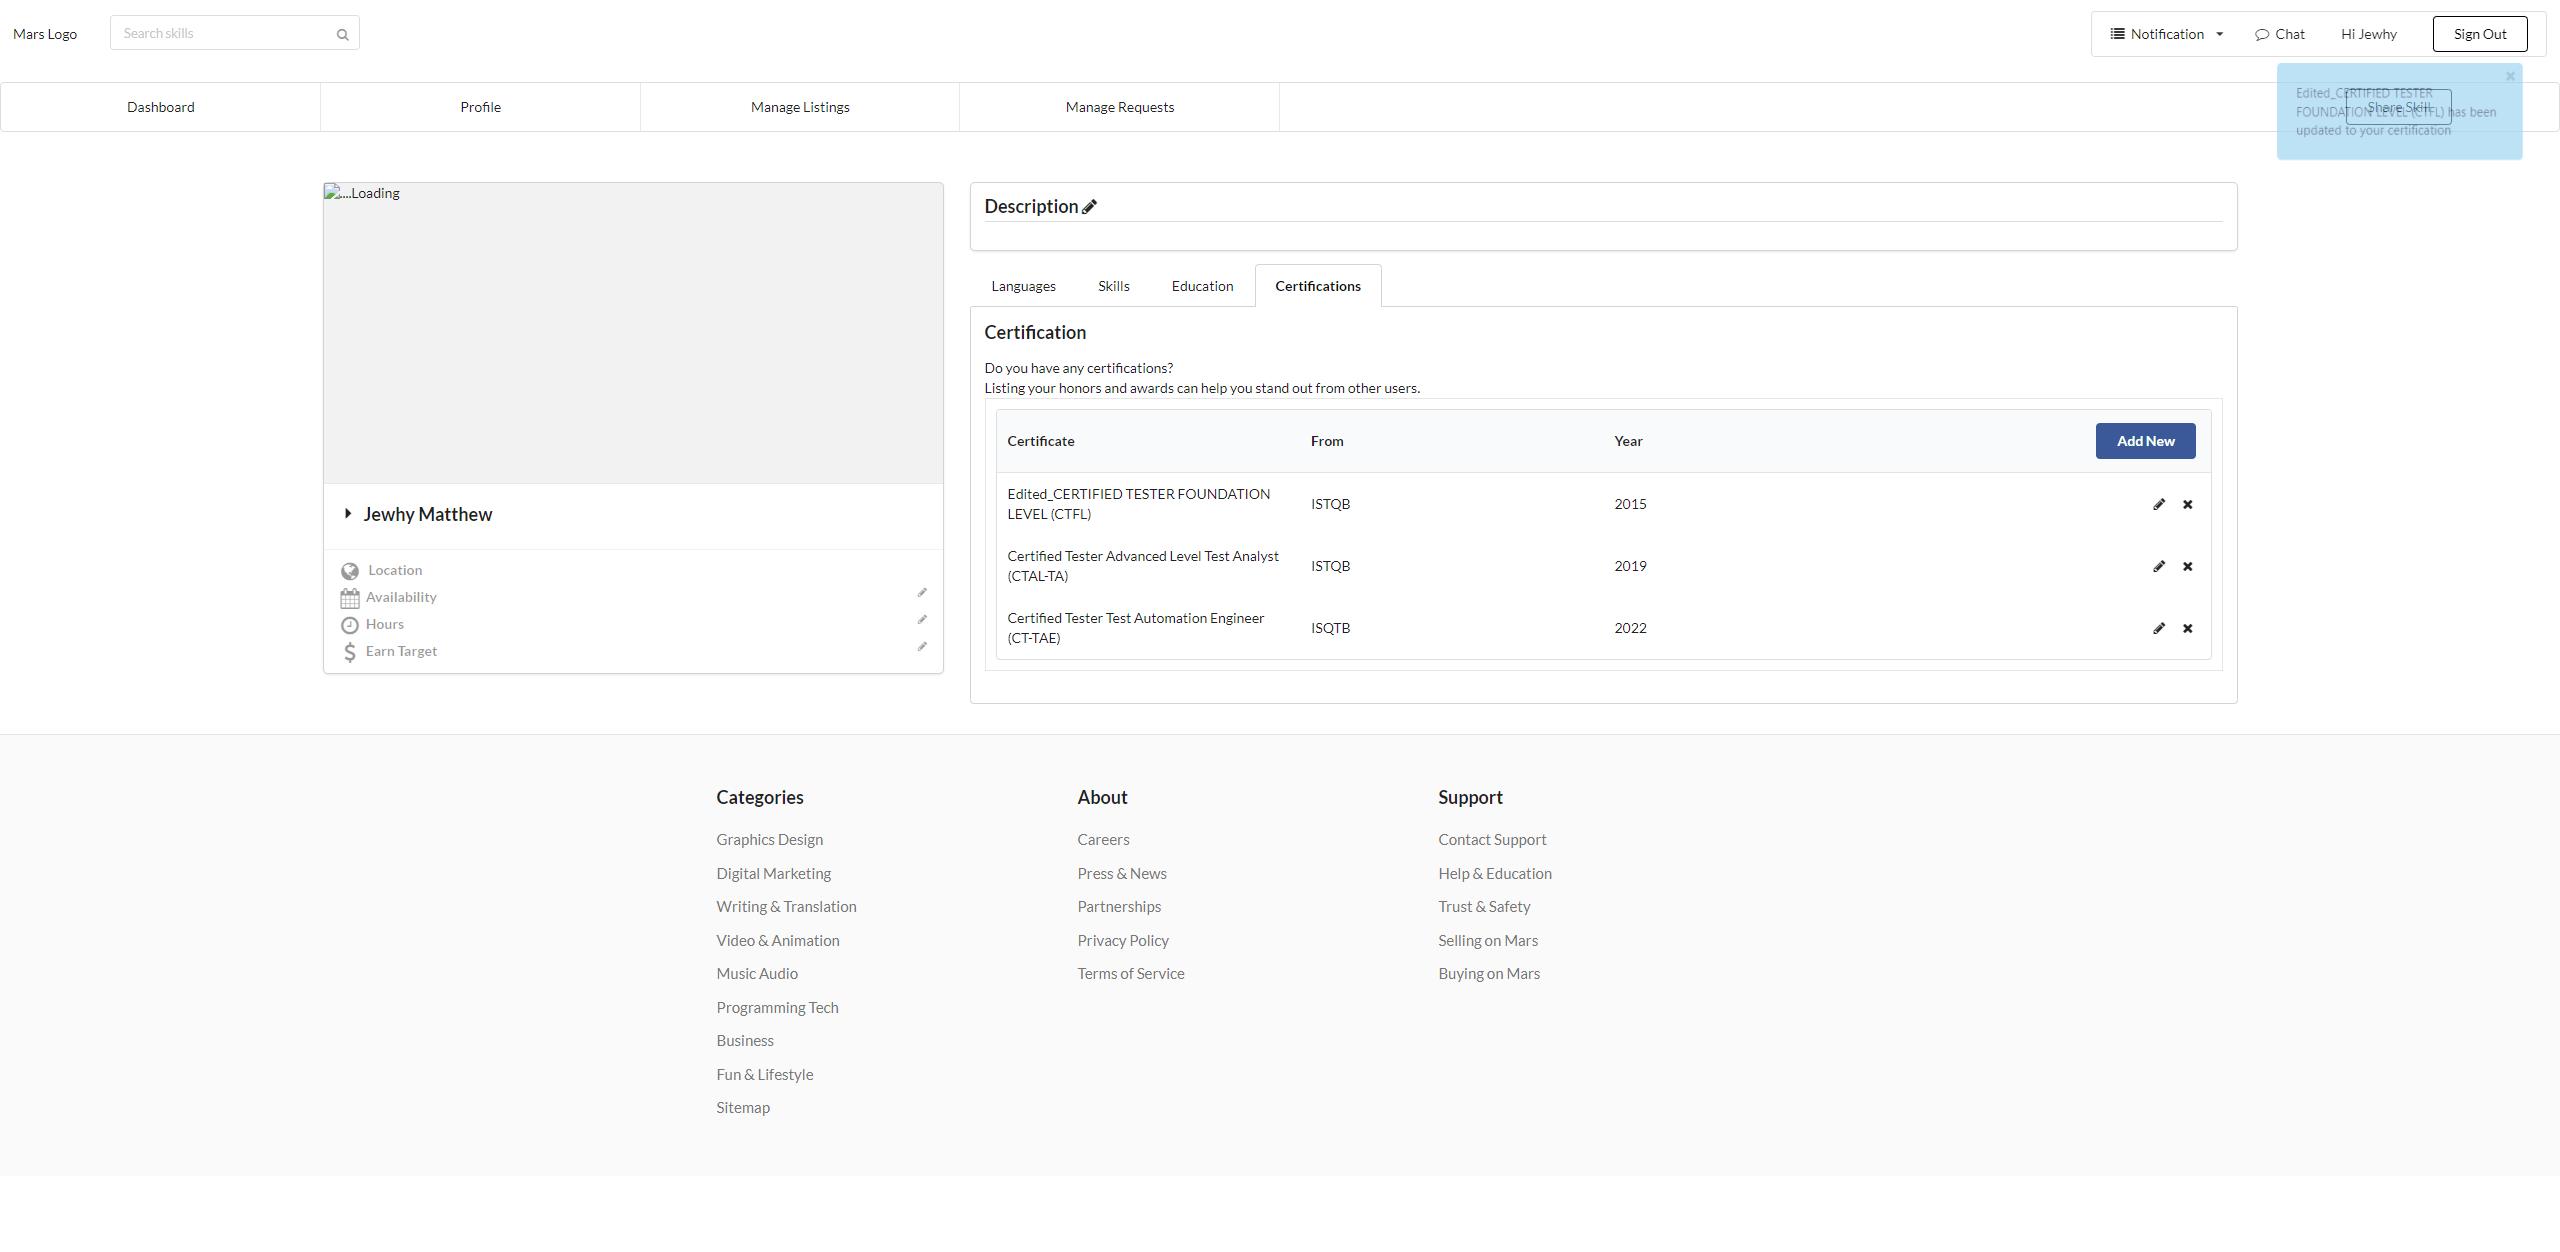 Mars Logo
Search skills
Notification
Chat
Hi Jewhy
Sign Out
Dashboard
Profile
Manage Listings
Manage Requests
Share Skill
Edited_CERTIFIED TESTER
FOUNDATION LEVEL (CTFL) has been
updated to your certification
....Loading
Jewhy Matthew
Location
Availability
Hours
Earn Target
Description
Languages
Skills
Education
Certifications
Certification
Do you have any certifications?
Listing your honors and awards can help you stand out from other users.
Certificate From Year Add New
Edited_CERTIFIED TESTER FOUNDATION
LEVEL (CTFL)
ISTQB
2015
Certified Tester Advanced Level Test Analyst
(CTAL-TA)
ISTQB
2019
Certified Tester Test Automation Engineer
(CT-TAE)
ISQTB
2022
Categories
Graphics Design
Digital Marketing
Writing & Translation
Video & Animation
Music Audio
Programming Tech
Business
Fun & Lifestyle
Sitemap
About
Careers
Press & News
Partnerships
Privacy Policy
Terms of Service
Support
Contact Support
Help & Education
Trust & Safety
Selling on Mars
Buying on Mars